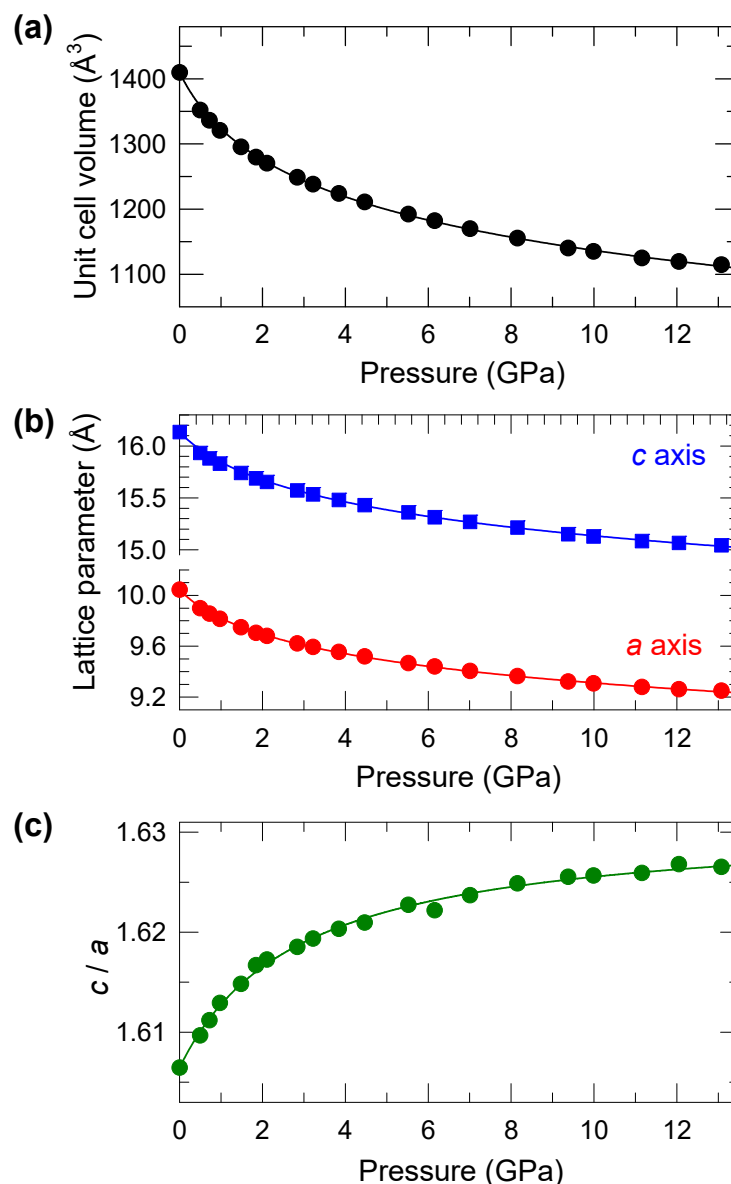 (a)
Unit cell volume (Å³)
1400
1300
1200
1100
0 2 4 6 8 10 12
Pressure (GPa)
(b)
Lattice parameter (Å)
16.0
15.5
15.0
10.0
9.6
9.2
c axis
a axis
0 2 4 6 8 10 12
Pressure (GPa)
(c)
c / a
1.63
1.62
1.61
0 2 4 6 8 10 12
Pressure (GPa)